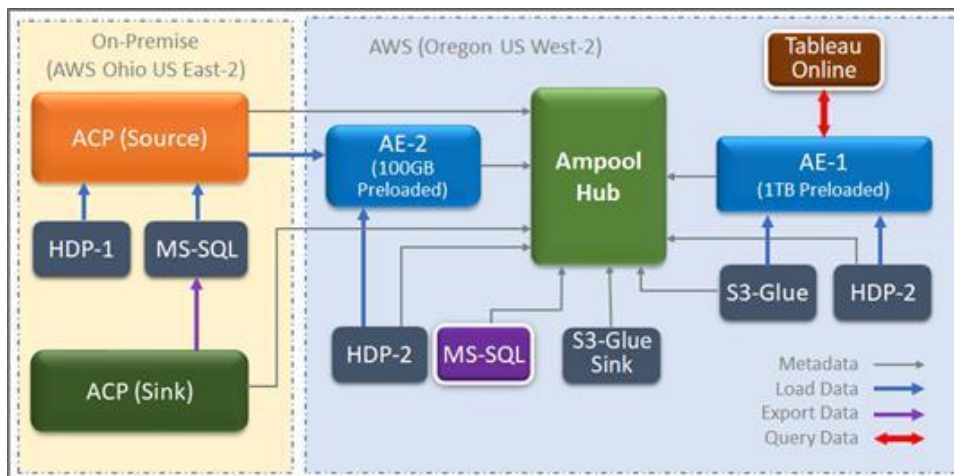 On-Premise
(AWS Ohio US East-2)
ACP (Source)
HDP-1
MS-SQL
ACP (Sink)
AWS (Oregon US West-2)
Tableau
Online
AE-2
(100GB
Preloaded)
Ampool
Hub
AE-1
(1TB Preloaded)
HDP-2
MS-SQL
S3-Glue
Sink
S3-Glue
HDP-2
Metadata
Load Data
Export Data
Query Data